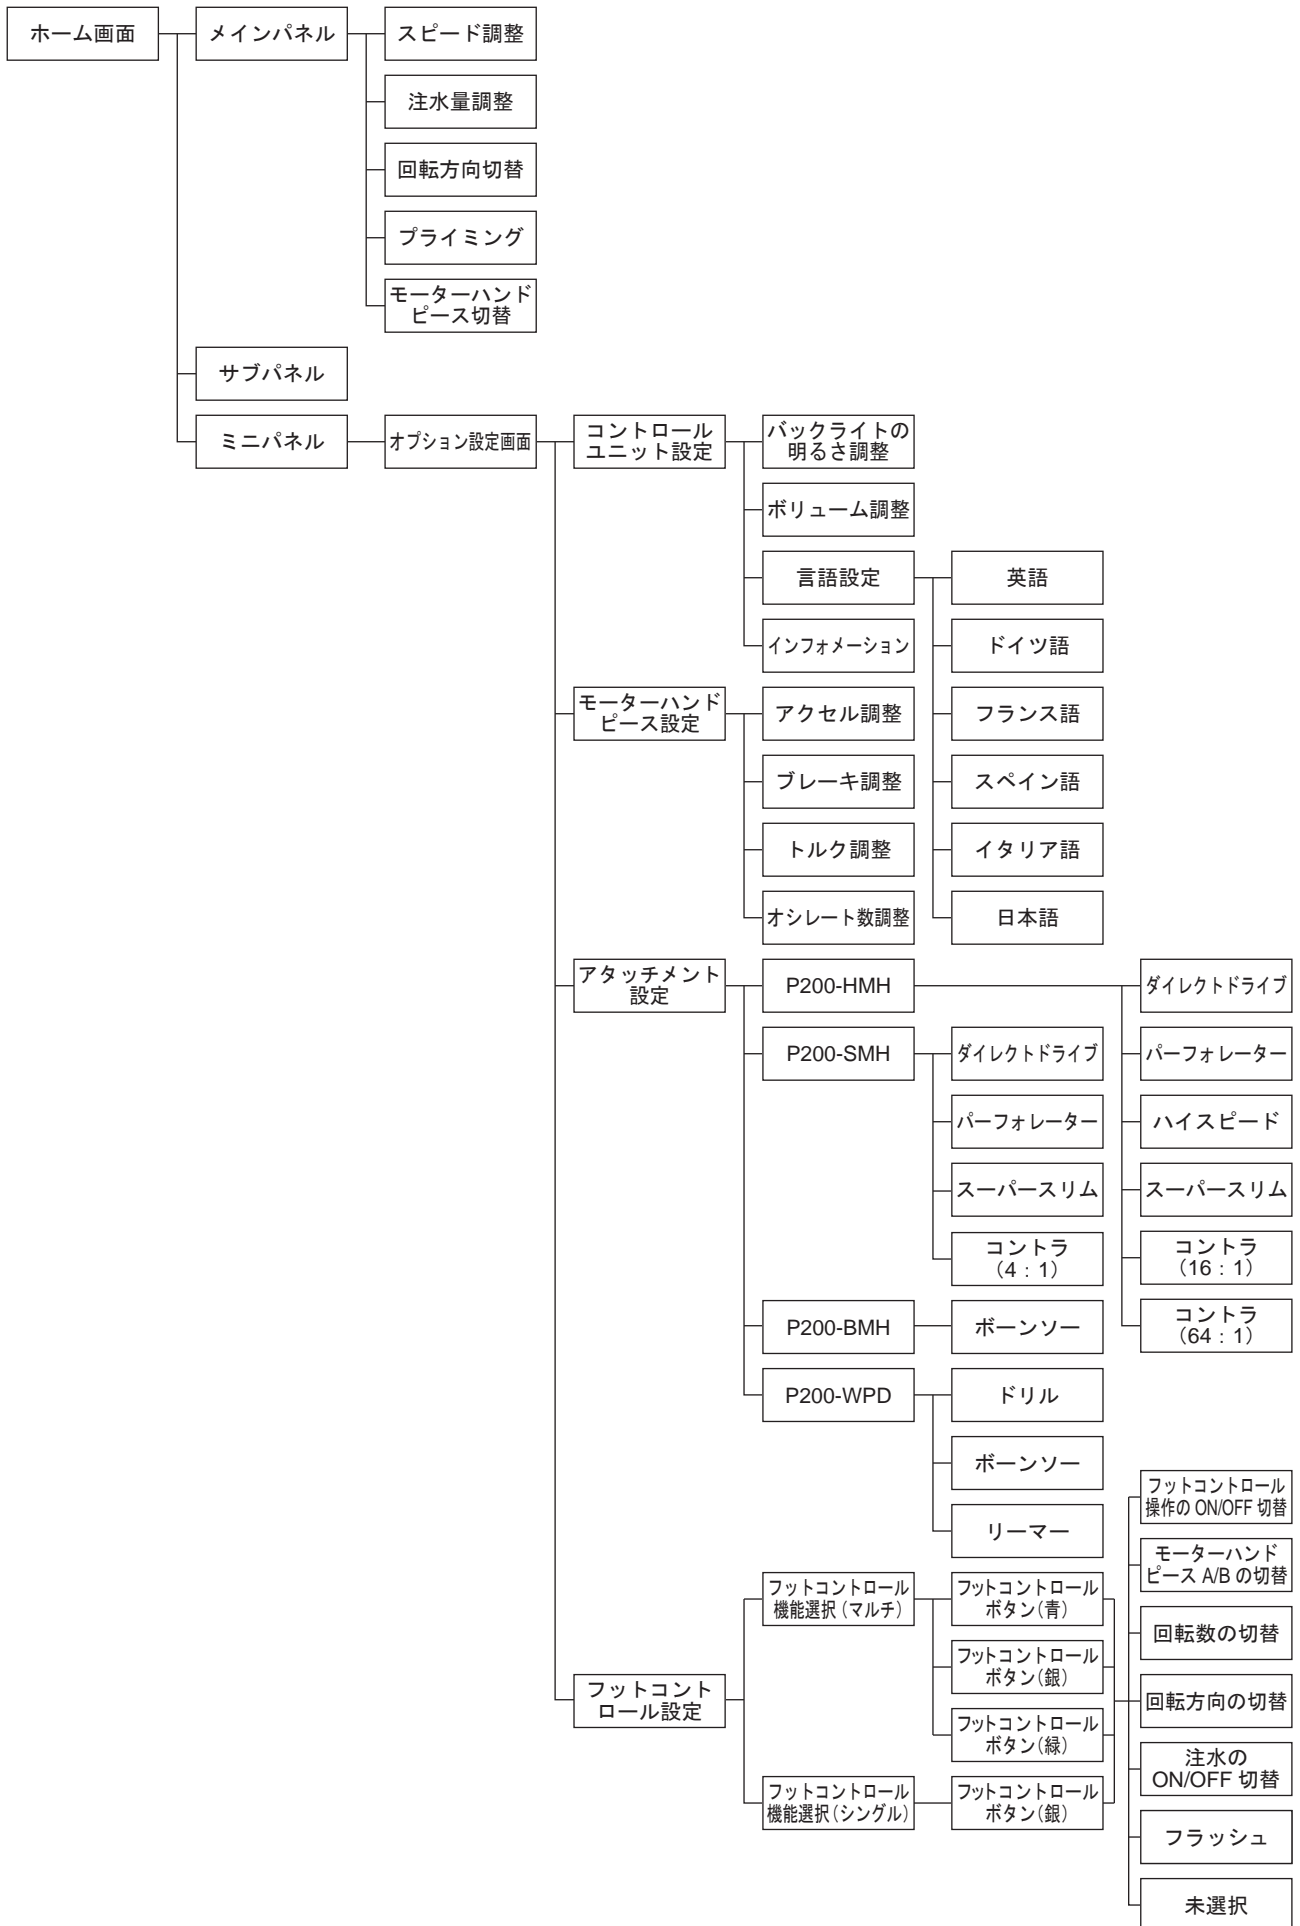 ホーム画面
メインパネル
スピード調整
注水量調整
回転方向切替
プライミング
モーターハンド
ピース切替
サブパネル
ミニパネル
オプション設定画面
コントロール
ユニット設定
バックライトの
明るさ調整
ボリューム調整
言語設定
英語
インフォメーション
ドイツ語
モーターハンド
ピース設定
アクセル調整
フランス語
ブレーキ調整
スペイン語
トルク調整
イタリア語
オシレート数調整
日本語
アタッチメント
設定
P200-HMH
ダイレクトドライブ
P200-SMH
ダイレクトドライブ
パーフォレーター
パーフォレーター
ハイスピード
スーパースリム
スーパースリム
コントラ
（4：1）
コントラ
（16：1）
P200-BMH
ボーンソー
コントラ
（64：1）
P200-WPD
ドリル
ボーンソー
リーマー
フットコントロール
操作の ON/OFF 切替
モーターハンド
ピース A/B の切替
フットコントロール
機能選択（マルチ）
フットコントロール
ボタン（青）
回転数の切替
フットコントロール
ボタン（銀）
フットコント
ロール設定
回転方向の切替
フットコントロール
ボタン（緑）
注水の
ON/OFF 切替
フットコントロール
機能選択（シングル）
フットコントロール
ボタン（銀）
フラッシュ
未選択